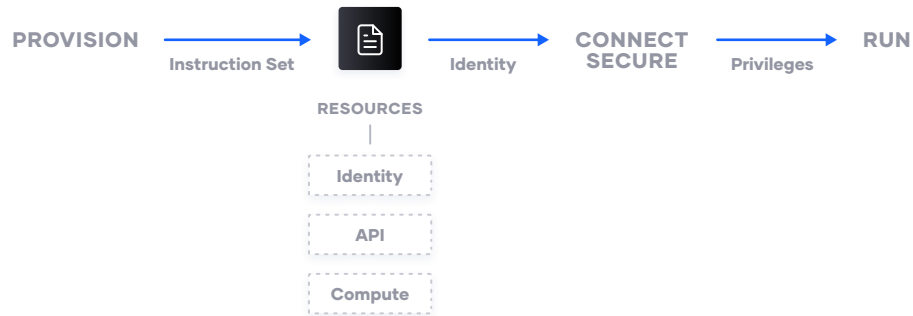 PROVISION
Instruction Set
Identity
CONNECT
SECURE
Privileges
RUN
RESOURCES
Identity
API
Compute